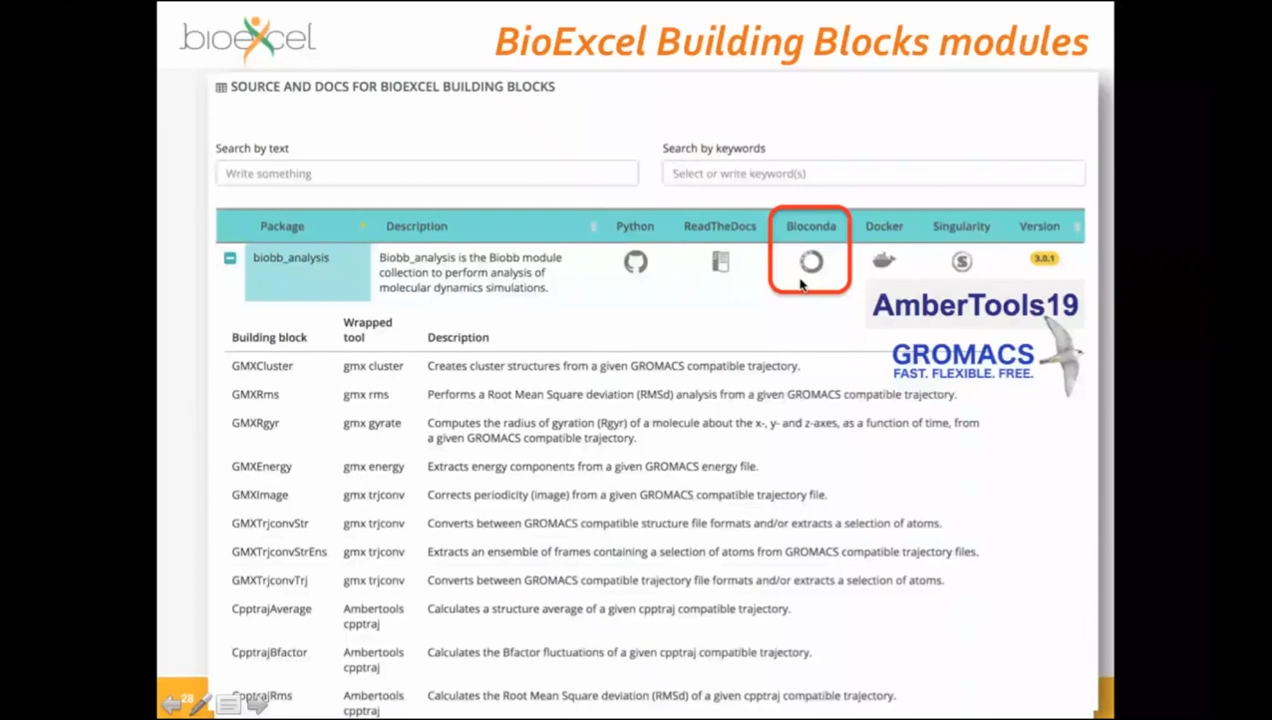 bioexcel
BioExcel Building Blocks modules
SOURCE AND DOCS FOR BIOEXCEL BUILDING BLOCKS
Search by text
Search by keywords
Write something
Select or write keyword(s)
Package Description Python ReadTheDocs Bioconda Docker Singularity Version
biobb_analysis
Biobb_analysis is the Biobb module
collection to perform analysis of
molecular dynamics simulations.
3.0.1
AmberTools19
GROMACS
FAST. FLEXIBLE. FREE.
Building block Wrapped tool Description
GMXCluster gmx cluster Creates cluster structures from a given GROMACS compatible trajectory.
GMXRms gmx rms Performs a Root Mean Square deviation (RMSd) analysis from a given GROMACS compatible trajectory.
GMXRgyr gmx gyrate Computes the radius of gyration (Rgyr) of a molecule about the x-, y- and z-axes, as a function of time, from
a given GROMACS compatible trajectory.
GMXEnergy gmx energy Extracts energy components from a given GROMACS energy file.
GMXImage gmx trjconv Corrects periodicity (image) from a given GROMACS compatible trajectory file.
GMXTrjconvStr gmx trjconv Converts between GROMACS compatible structure file formats and/or extracts a selection of atoms.
GMXTrjconvStrEns gmx trjconv Extracts an ensemble of frames containing a selection of atoms from GROMACS compatible trajectory files.
GMXTrjconvTrj gmx trjconv Converts between GROMACS compatible trajectory file formats and/or extracts a selection of atoms.
CpptrajAverage Ambertools Calculates a structure average of a given cpptraj compatible trajectory.
cpptraj
CpptrajBfactor Ambertools Calculates the Bfactor fluctuations of a given cpptraj compatible trajectory.
cpptraj
CpptrajRms Ambertools Calculates the Root Mean Square deviation (RMSd) of a given cpptraj compatible trajectory.
cpptraj
28